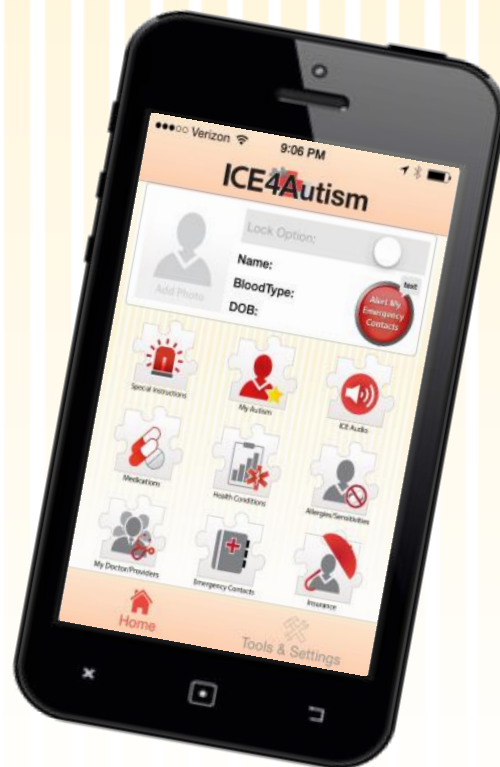 Verizon
9:06 PM
ICE4Autism
Lock Option:
Name:
BloodType:
DOB:
Add Photo
text
Alert My
Emergency
Contacts
Special Instructions
My Autism
ICE Audio
Medications
Health Conditions
Allergies/Sensitivities
My Doctor/Providers
Emergency Contacts
Insurance
Home
Tools & Settings